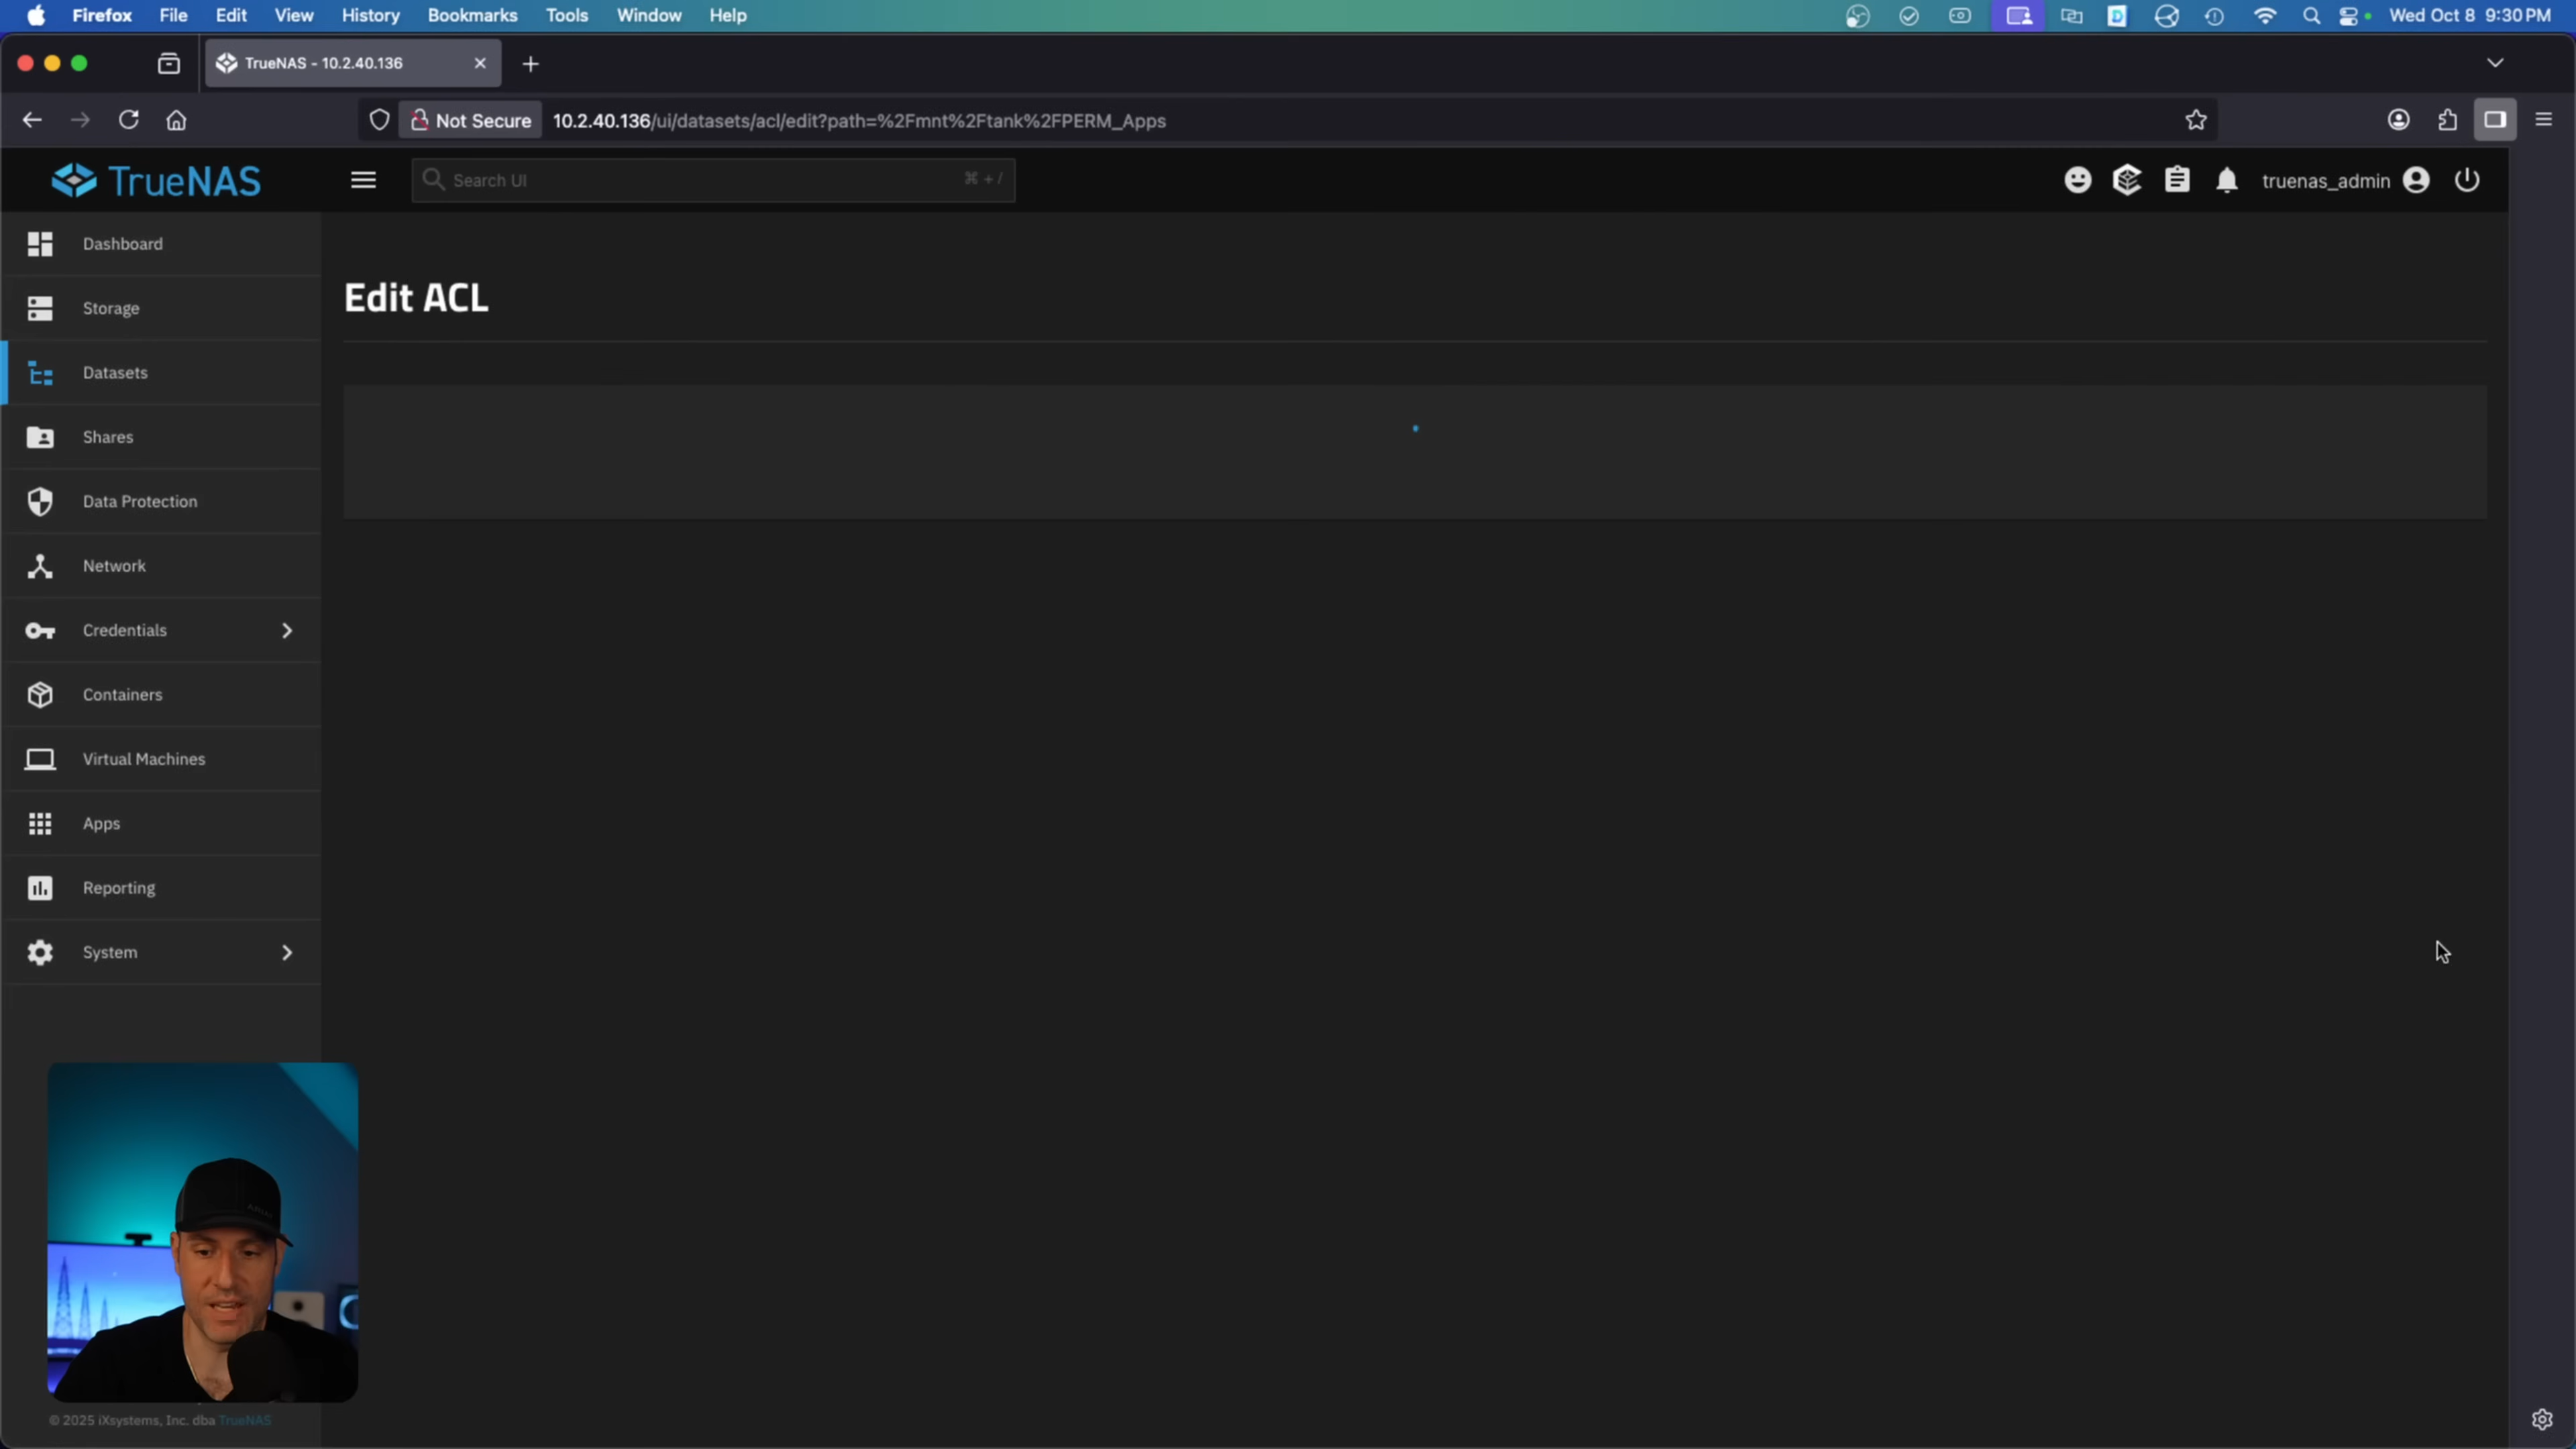 Firefox File Edit View History Bookmarks Tools Window Help
Wed Oct 8 9:30 PM
TrueNAS - 10.2.40.136
Not Secure 10.2.40.136/ui/datasets/acl/edit?path=%2Fmnt%2Ftank%2FPERM_Apps
TrueNAS
Search UI ⌘ + /
truenas_admin
Dashboard
Edit ACL
Storage
Datasets
Shares
Data Protection
Network
Credentials
Containers
Virtual Machines
Apps
Reporting
System
© 2025 iXsystems, Inc. dba TrueNAS